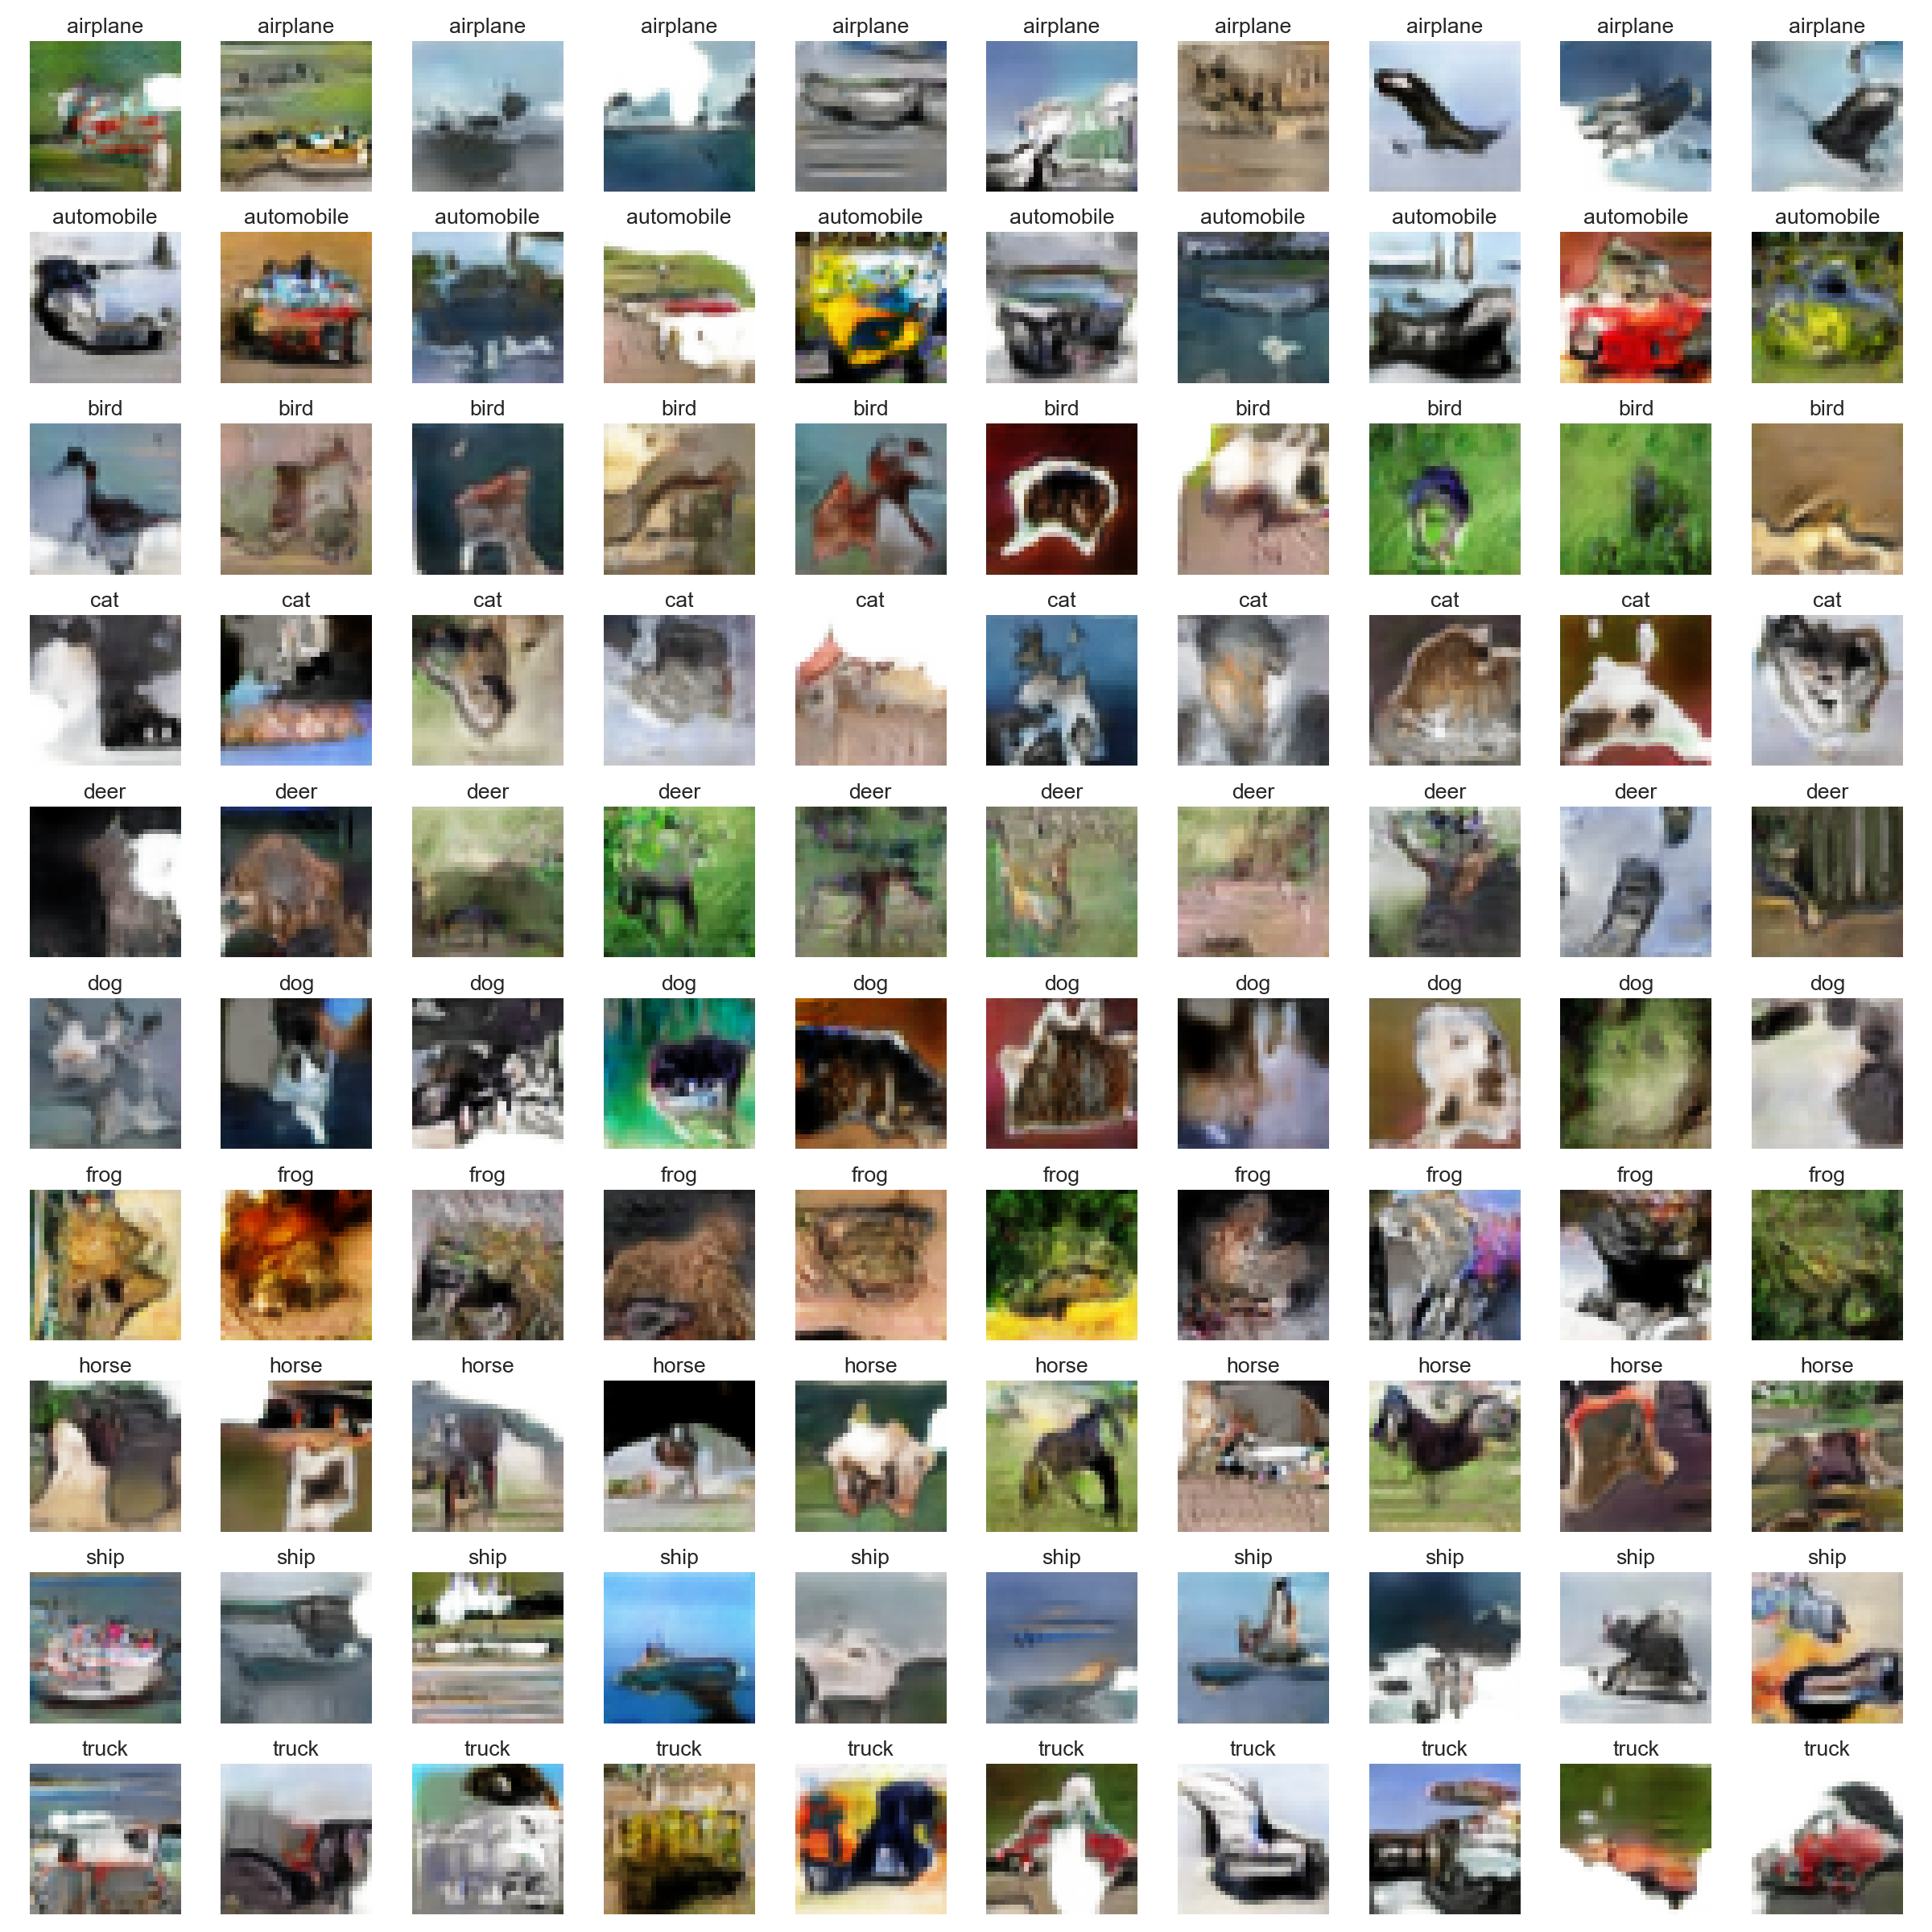 airplane airplane airplane airplane airplane airplane airplane airplane airplane airplane
automobile automobile automobile automobile automobile automobile automobile automobile automobile automobile
bird bird bird bird bird bird bird bird bird bird
cat cat cat cat cat cat cat cat cat cat
deer deer deer deer deer deer deer deer deer deer
dog dog dog dog dog dog dog dog dog dog
frog frog frog frog frog frog frog frog frog frog
horse horse horse horse horse horse horse horse horse horse
ship ship ship ship ship ship ship ship ship ship
truck truck truck truck truck truck truck truck truck truck